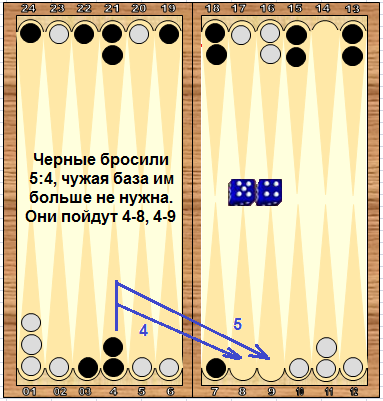 24 23 22 21 20 19 18 17 16 15 14 13
Черные бросили
5:4, чужая база им
больше не нужна.
Они пойдут 4-8, 4-9
4 5
01 02 03 4 5 6 7 8 9 10 11 12